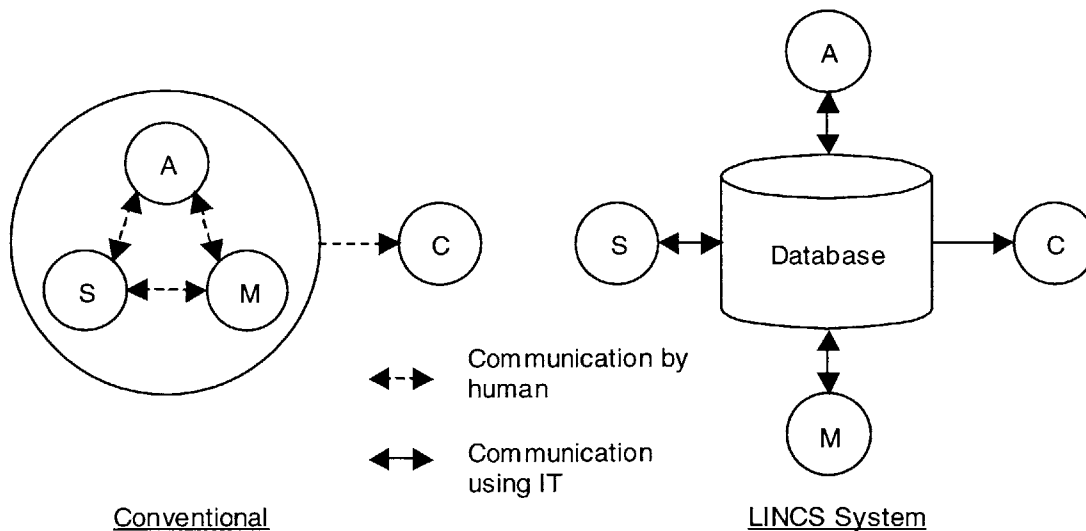 A
S
M
C
Communication by
human
Communication
using IT
Conventional
A
S
Database
C
M
LINCS System